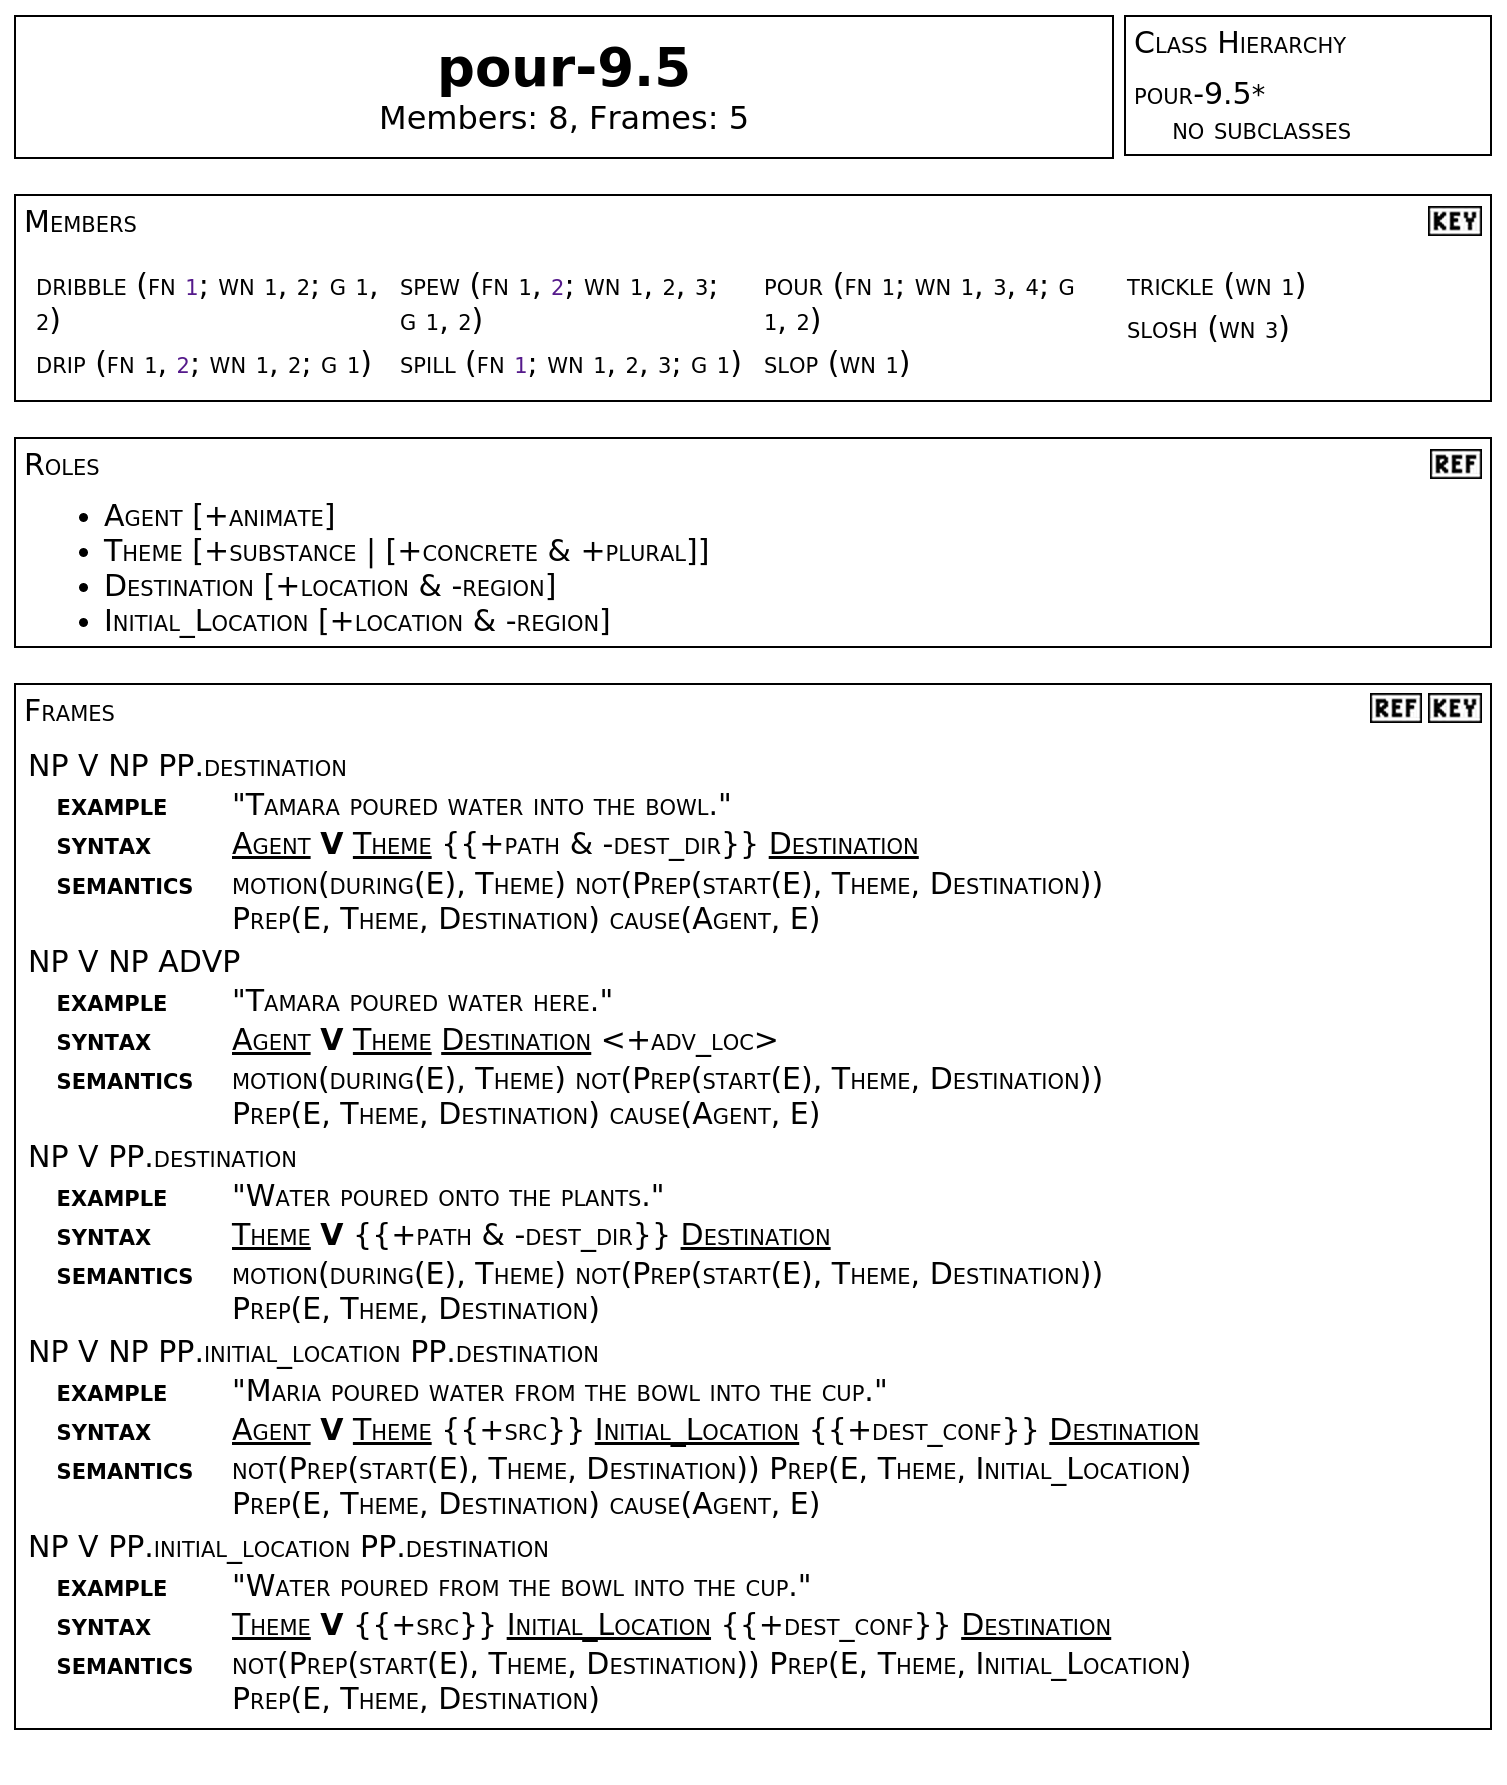 pour-9.5
Members: 8, Frames: 5
Class Hierarchy
pour-9.5*
no subclasses
Members
KEY
dribble (fn 1; wn 1, 2; g 1,
2)
drip (fn 1, 2; wn 1, 2; g 1)
spew (fn 1, 2; wn 1, 2, 3;
g 1, 2)
spill (fn 1; wn 1, 2, 3; g 1)
pour (fn 1; wn 1, 3, 4; g
1, 2)
slop (wn 1)
trickle (wn 1)
slosh (wn 3)
Roles
REF
• Agent [+animate]
• Theme [+substance | [+concrete & +plural]]
• Destination [+location & -region]
• Initial_Location [+location & -region]
Frames
REF KEY
NP V NP PP.destination
example "Tamara poured water into the bowl."
syntax Agent V Theme {{+path & -dest_dir}} Destination
semantics motion(during(E), Theme) not(Prep(start(E), Theme, Destination))
Prep(E, Theme, Destination) cause(Agent, E)
NP V NP ADVP
example "Tamara poured water here."
syntax Agent V Theme Destination <+adv_loc>
semantics motion(during(E), Theme) not(Prep(start(E), Theme, Destination))
Prep(E, Theme, Destination) cause(Agent, E)
NP V PP.destination
example "Water poured onto the plants."
syntax Theme V {{+path & -dest_dir}} Destination
semantics motion(during(E), Theme) not(Prep(start(E), Theme, Destination))
Prep(E, Theme, Destination)
NP V NP PP.initial_location PP.destination
example "Maria poured water from the bowl into the cup."
syntax Agent V Theme {{+src}} Initial_Location {{+dest_conf}} Destination
semantics not(Prep(start(E), Theme, Destination)) Prep(E, Theme, Initial_Location)
Prep(E, Theme, Destination) cause(Agent, E)
NP V PP.initial_location PP.destination
example "Water poured from the bowl into the cup."
syntax Theme V {{+src}} Initial_Location {{+dest_conf}} Destination
semantics not(Prep(start(E), Theme, Destination)) Prep(E, Theme, Initial_Location)
Prep(E, Theme, Destination)